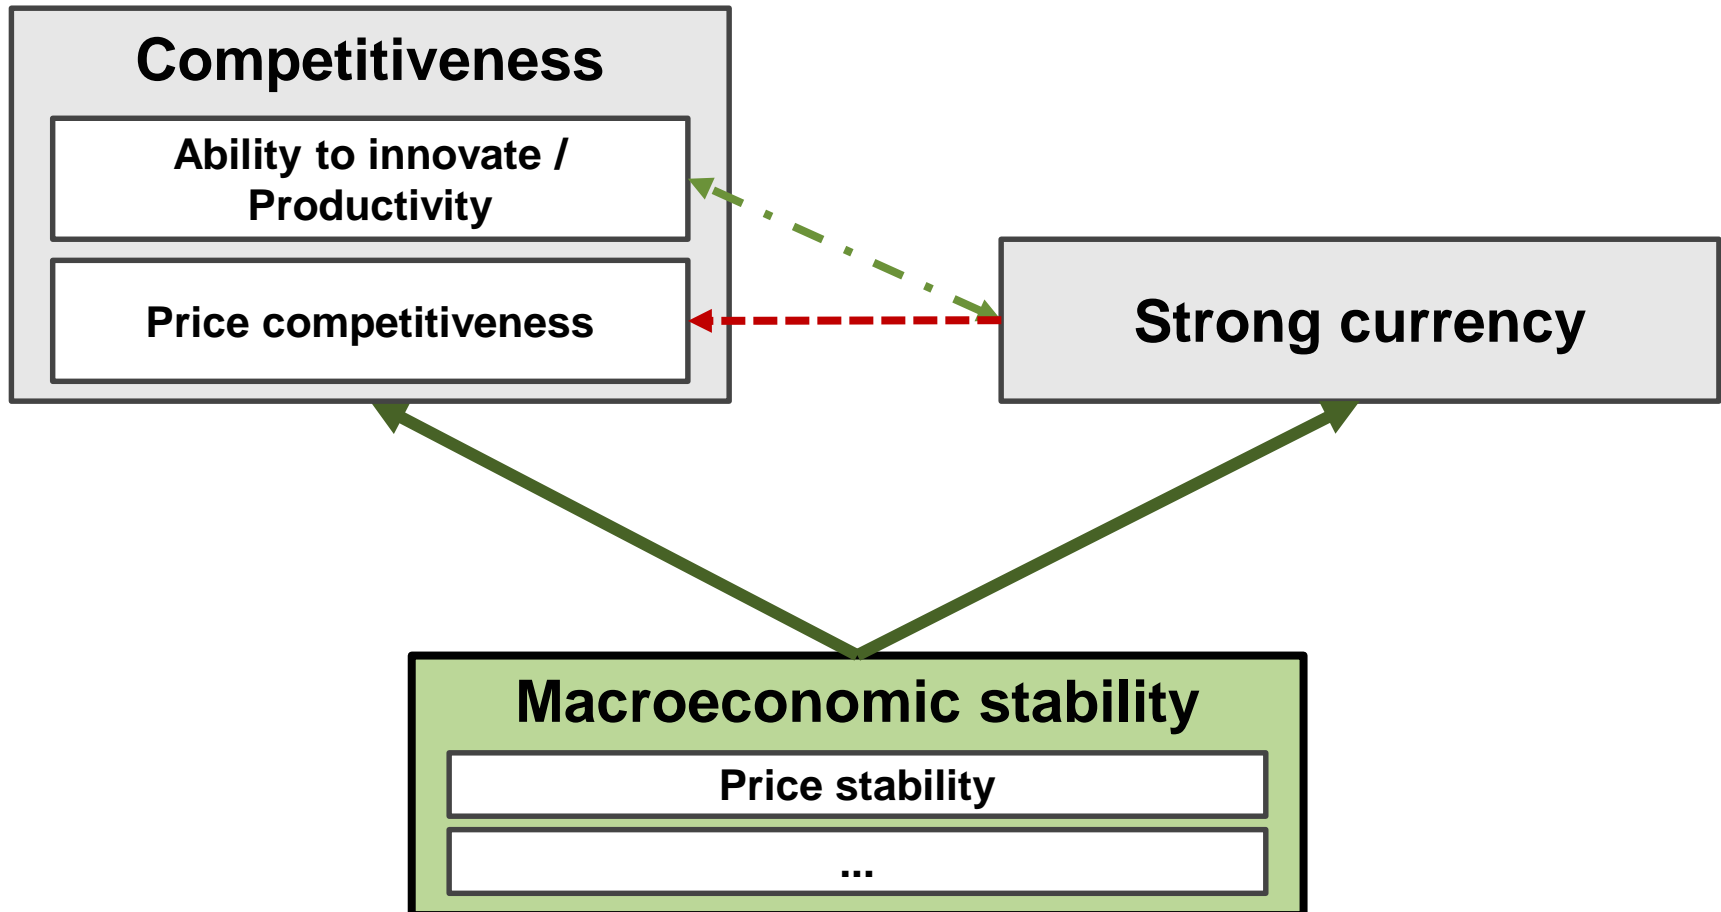 Competitiveness
Ability to innovate /
Productivity
Price competitiveness
Strong currency
Macroeconomic stability
Price stability
...